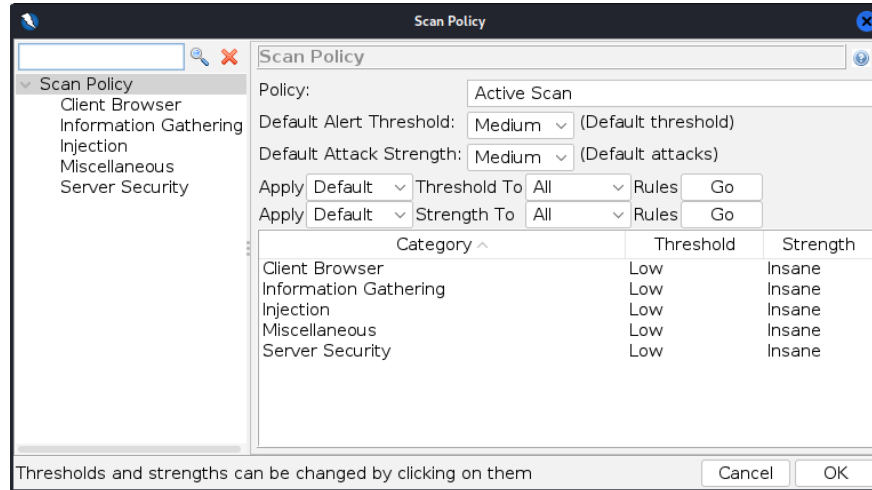 Scan Policy
Scan Policy
Scan Policy
Client Browser
Information Gathering
Injection
Miscellaneous
Server Security
Policy: Active Scan
Default Alert Threshold: Medium (Default threshold)
Default Attack Strength: Medium (Default attacks)
Apply Default Threshold To All Rules Go
Apply Default Strength To All Rules Go
Category Threshold Strength
Client Browser Low Insane
Information Gathering Low Insane
Injection Low Insane
Miscellaneous Low Insane
Server Security Low Insane
Thresholds and strengths can be changed by clicking on them Cancel OK